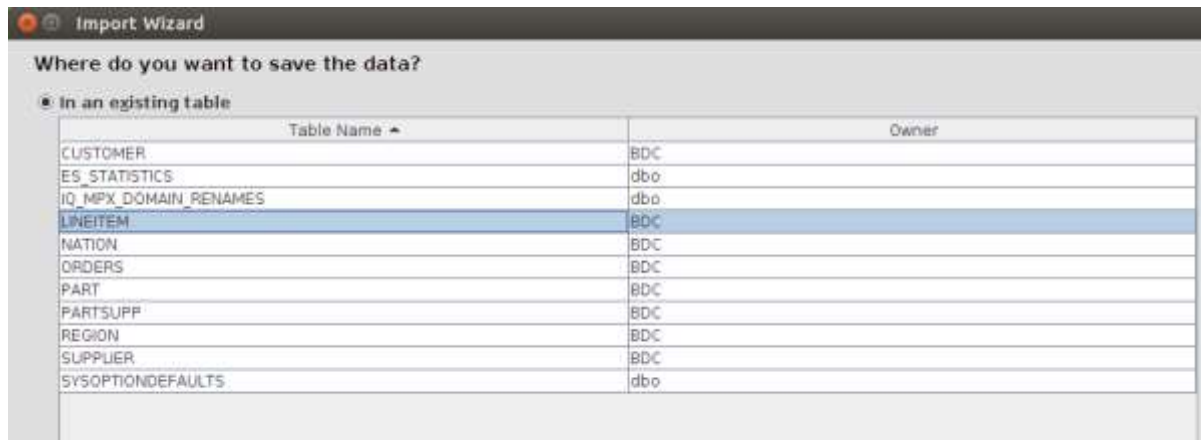 Import Wizard
Where do you want to save the data?
In an existing table
Table Name Owner
CUSTOMER BDC
ES_STATISTICS dbo
IQ_MPX_DOMAIN_RENAMES dbo
LINEITEM BDC
NATION BDC
ORDERS BDC
PART BDC
PARTSUPP BDC
REGION BDC
SUPPLIER BDC
SYSOPTIONDEFAULTS dbo